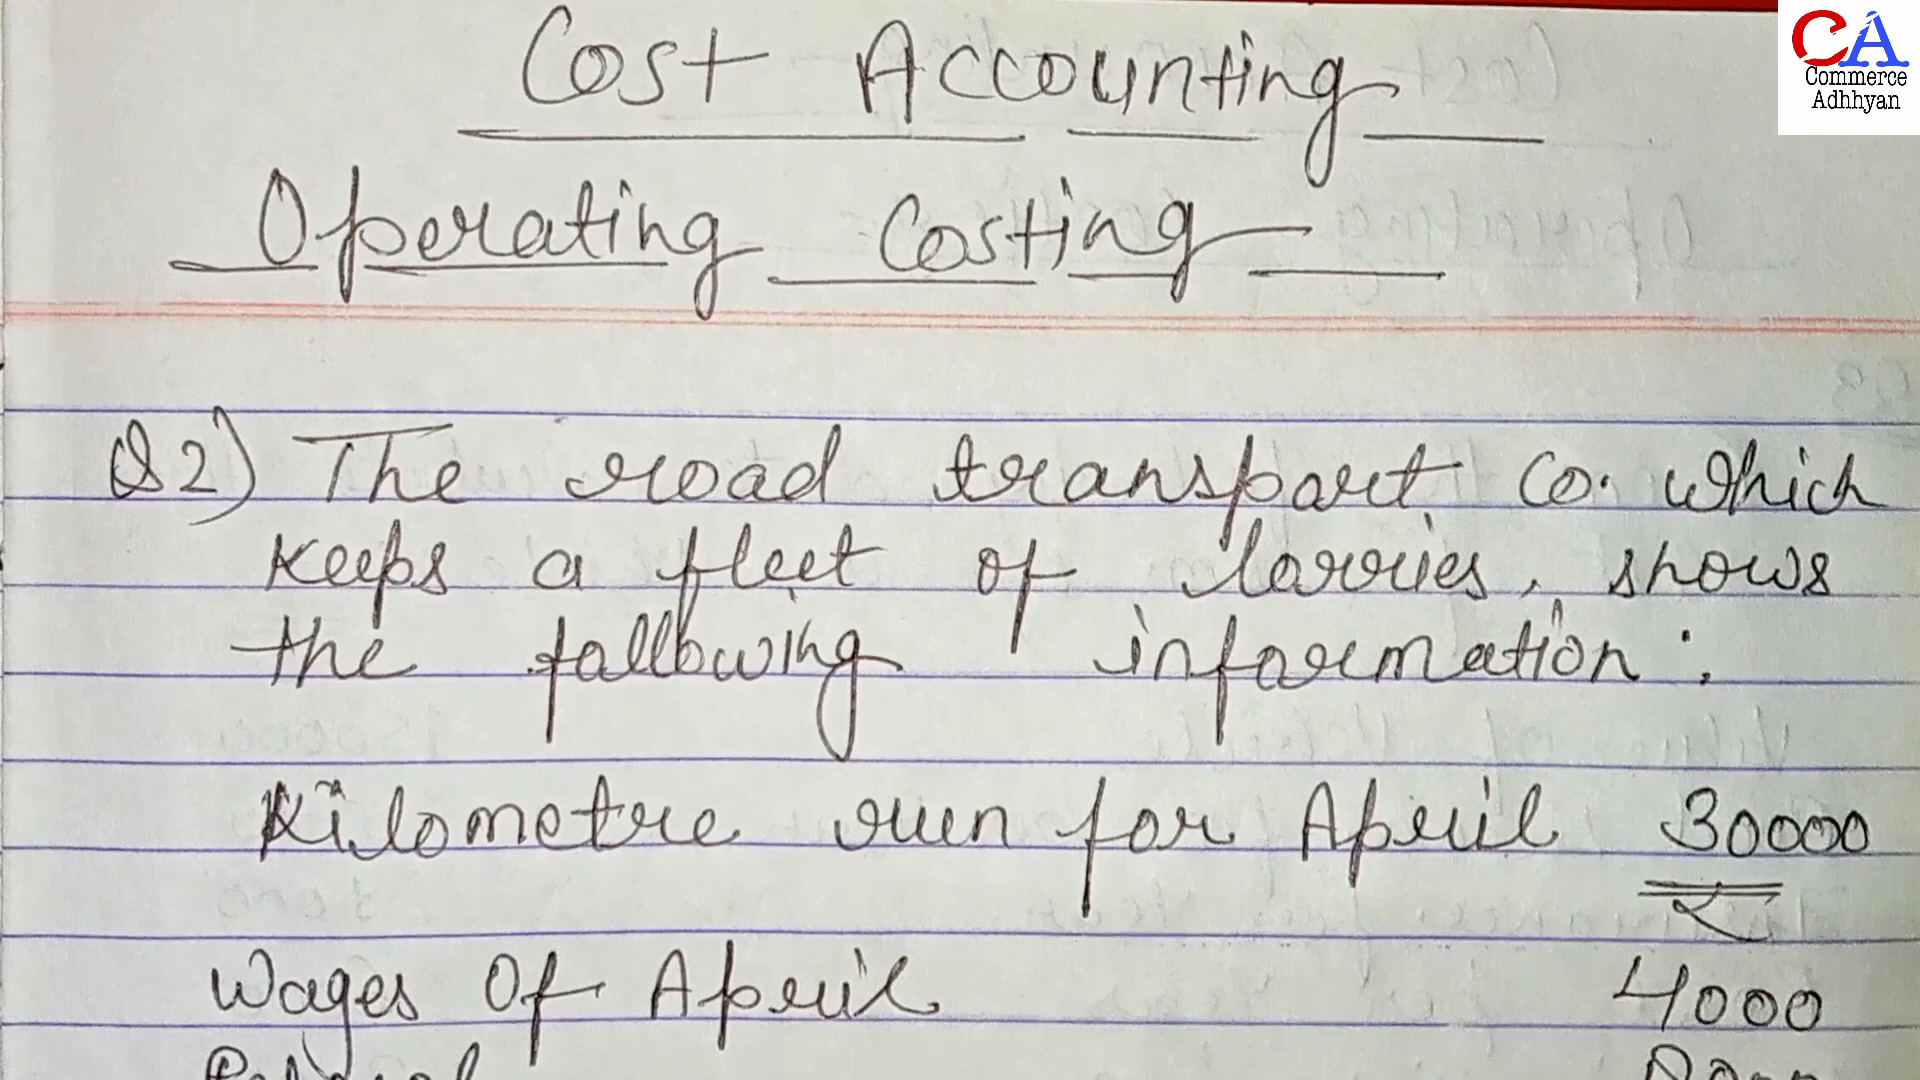 Cost Accounting
Operating Costing
CA
Commerce
Adhhyan
Q2) The road transport Co. which
keeps a fleet of lorries, shows
the following information:
Kilometre run for April 30000
₹
Wages Of April 4000